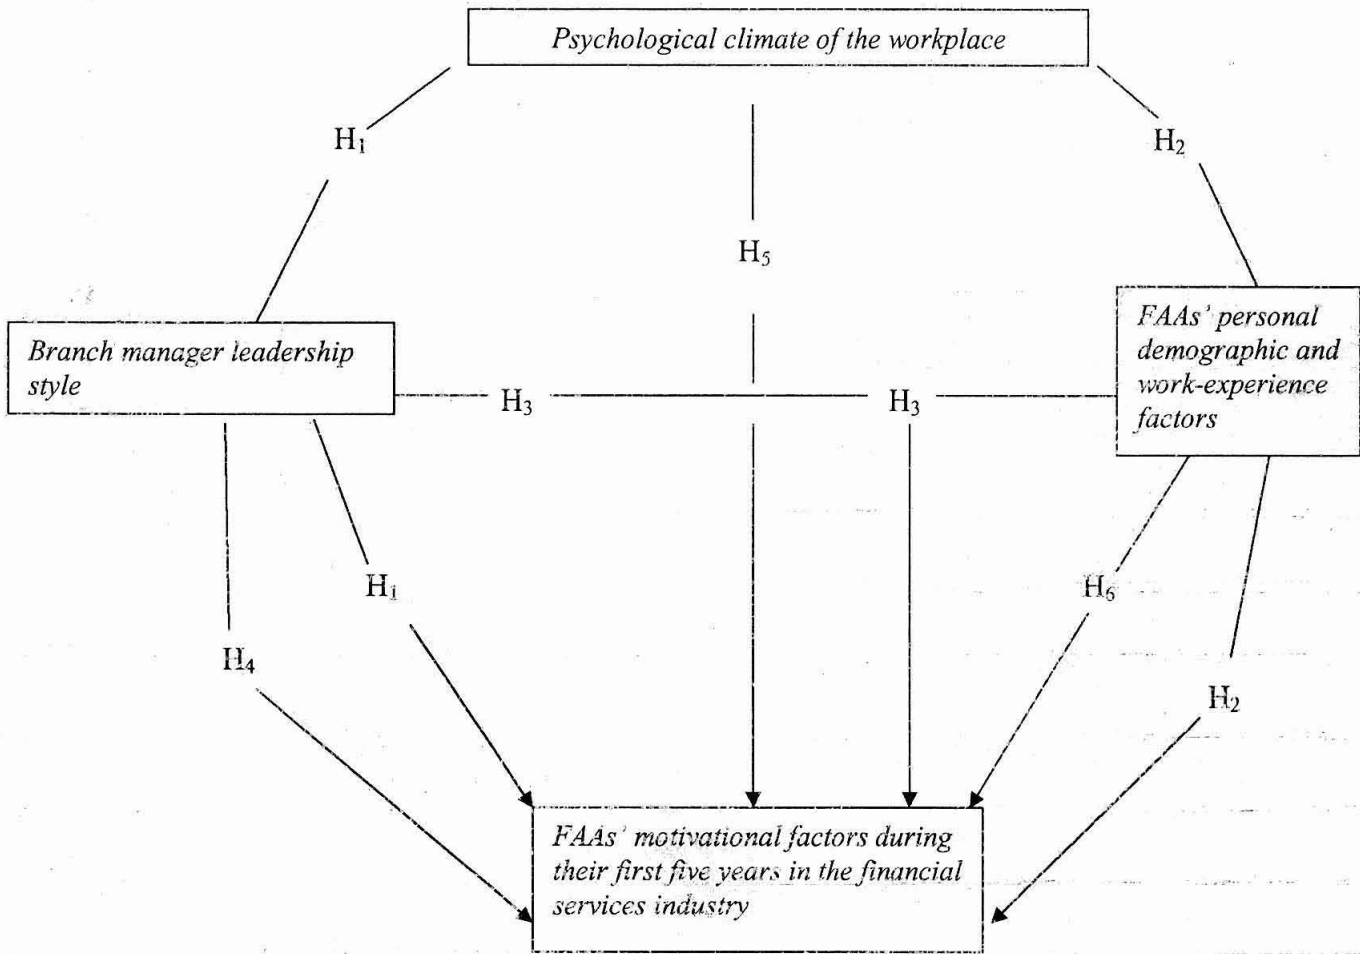 Psychological climate of the workplace
H₁
H₂
H₅
Branch manager leadership
style
FAAs' personal
demographic and
work-experience
factors
H₃
H₃
H₁
H₆
H₄
H₂
FAAs' motivational factors during
their first five years in the financial
services industry